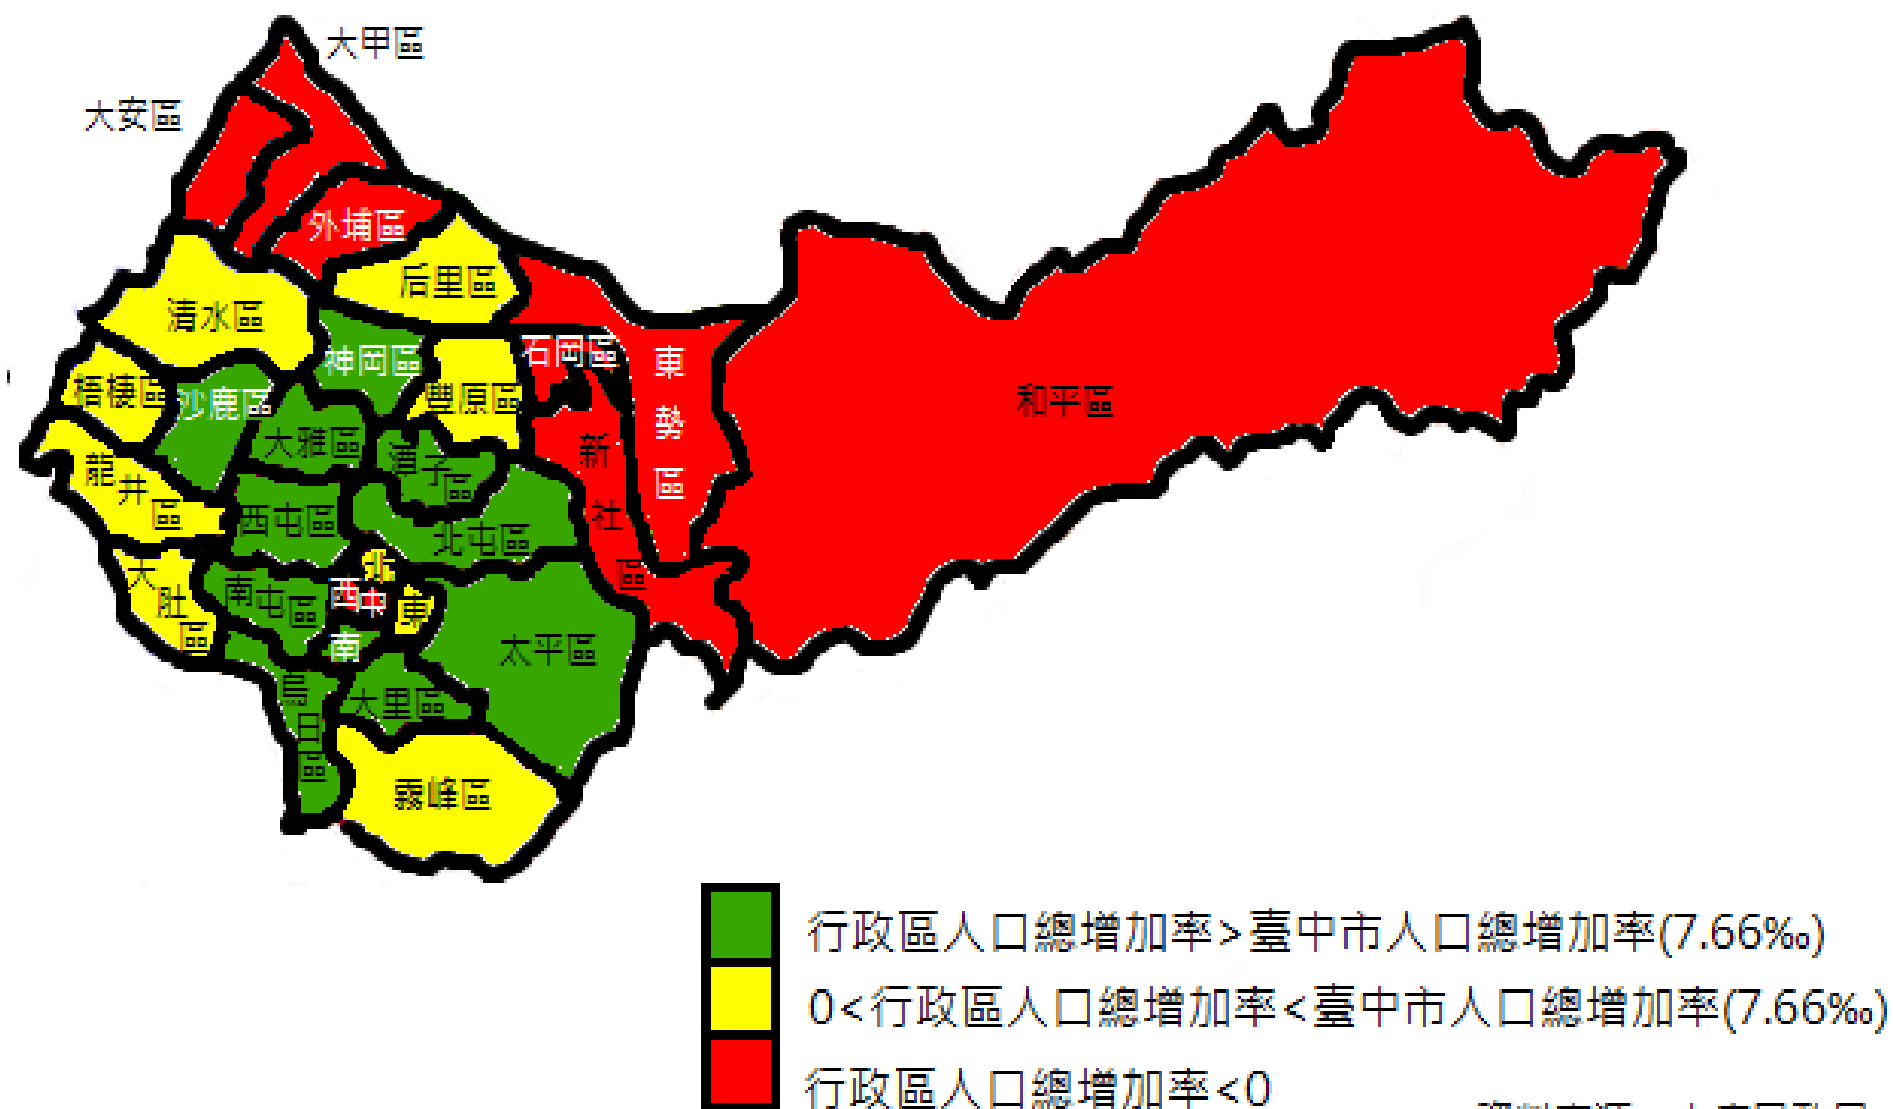 大甲區
大安區
外埔區
后里區
清水區
神岡區
石岡區
東勢區
梧棲區
沙鹿區
豐原區
和平區
大雅區
潭子區
新社區
龍井區
西屯區
北屯區
大肚區
南屯區
北
西
中
東
南
太平區
烏日區
大里區
霧峰區
行政區人口總增加率>臺中市人口總增加率(7.66‰)
0<行政區人口總增加率<臺中市人口總增加率(7.66‰)
行政區人口總增加率<0